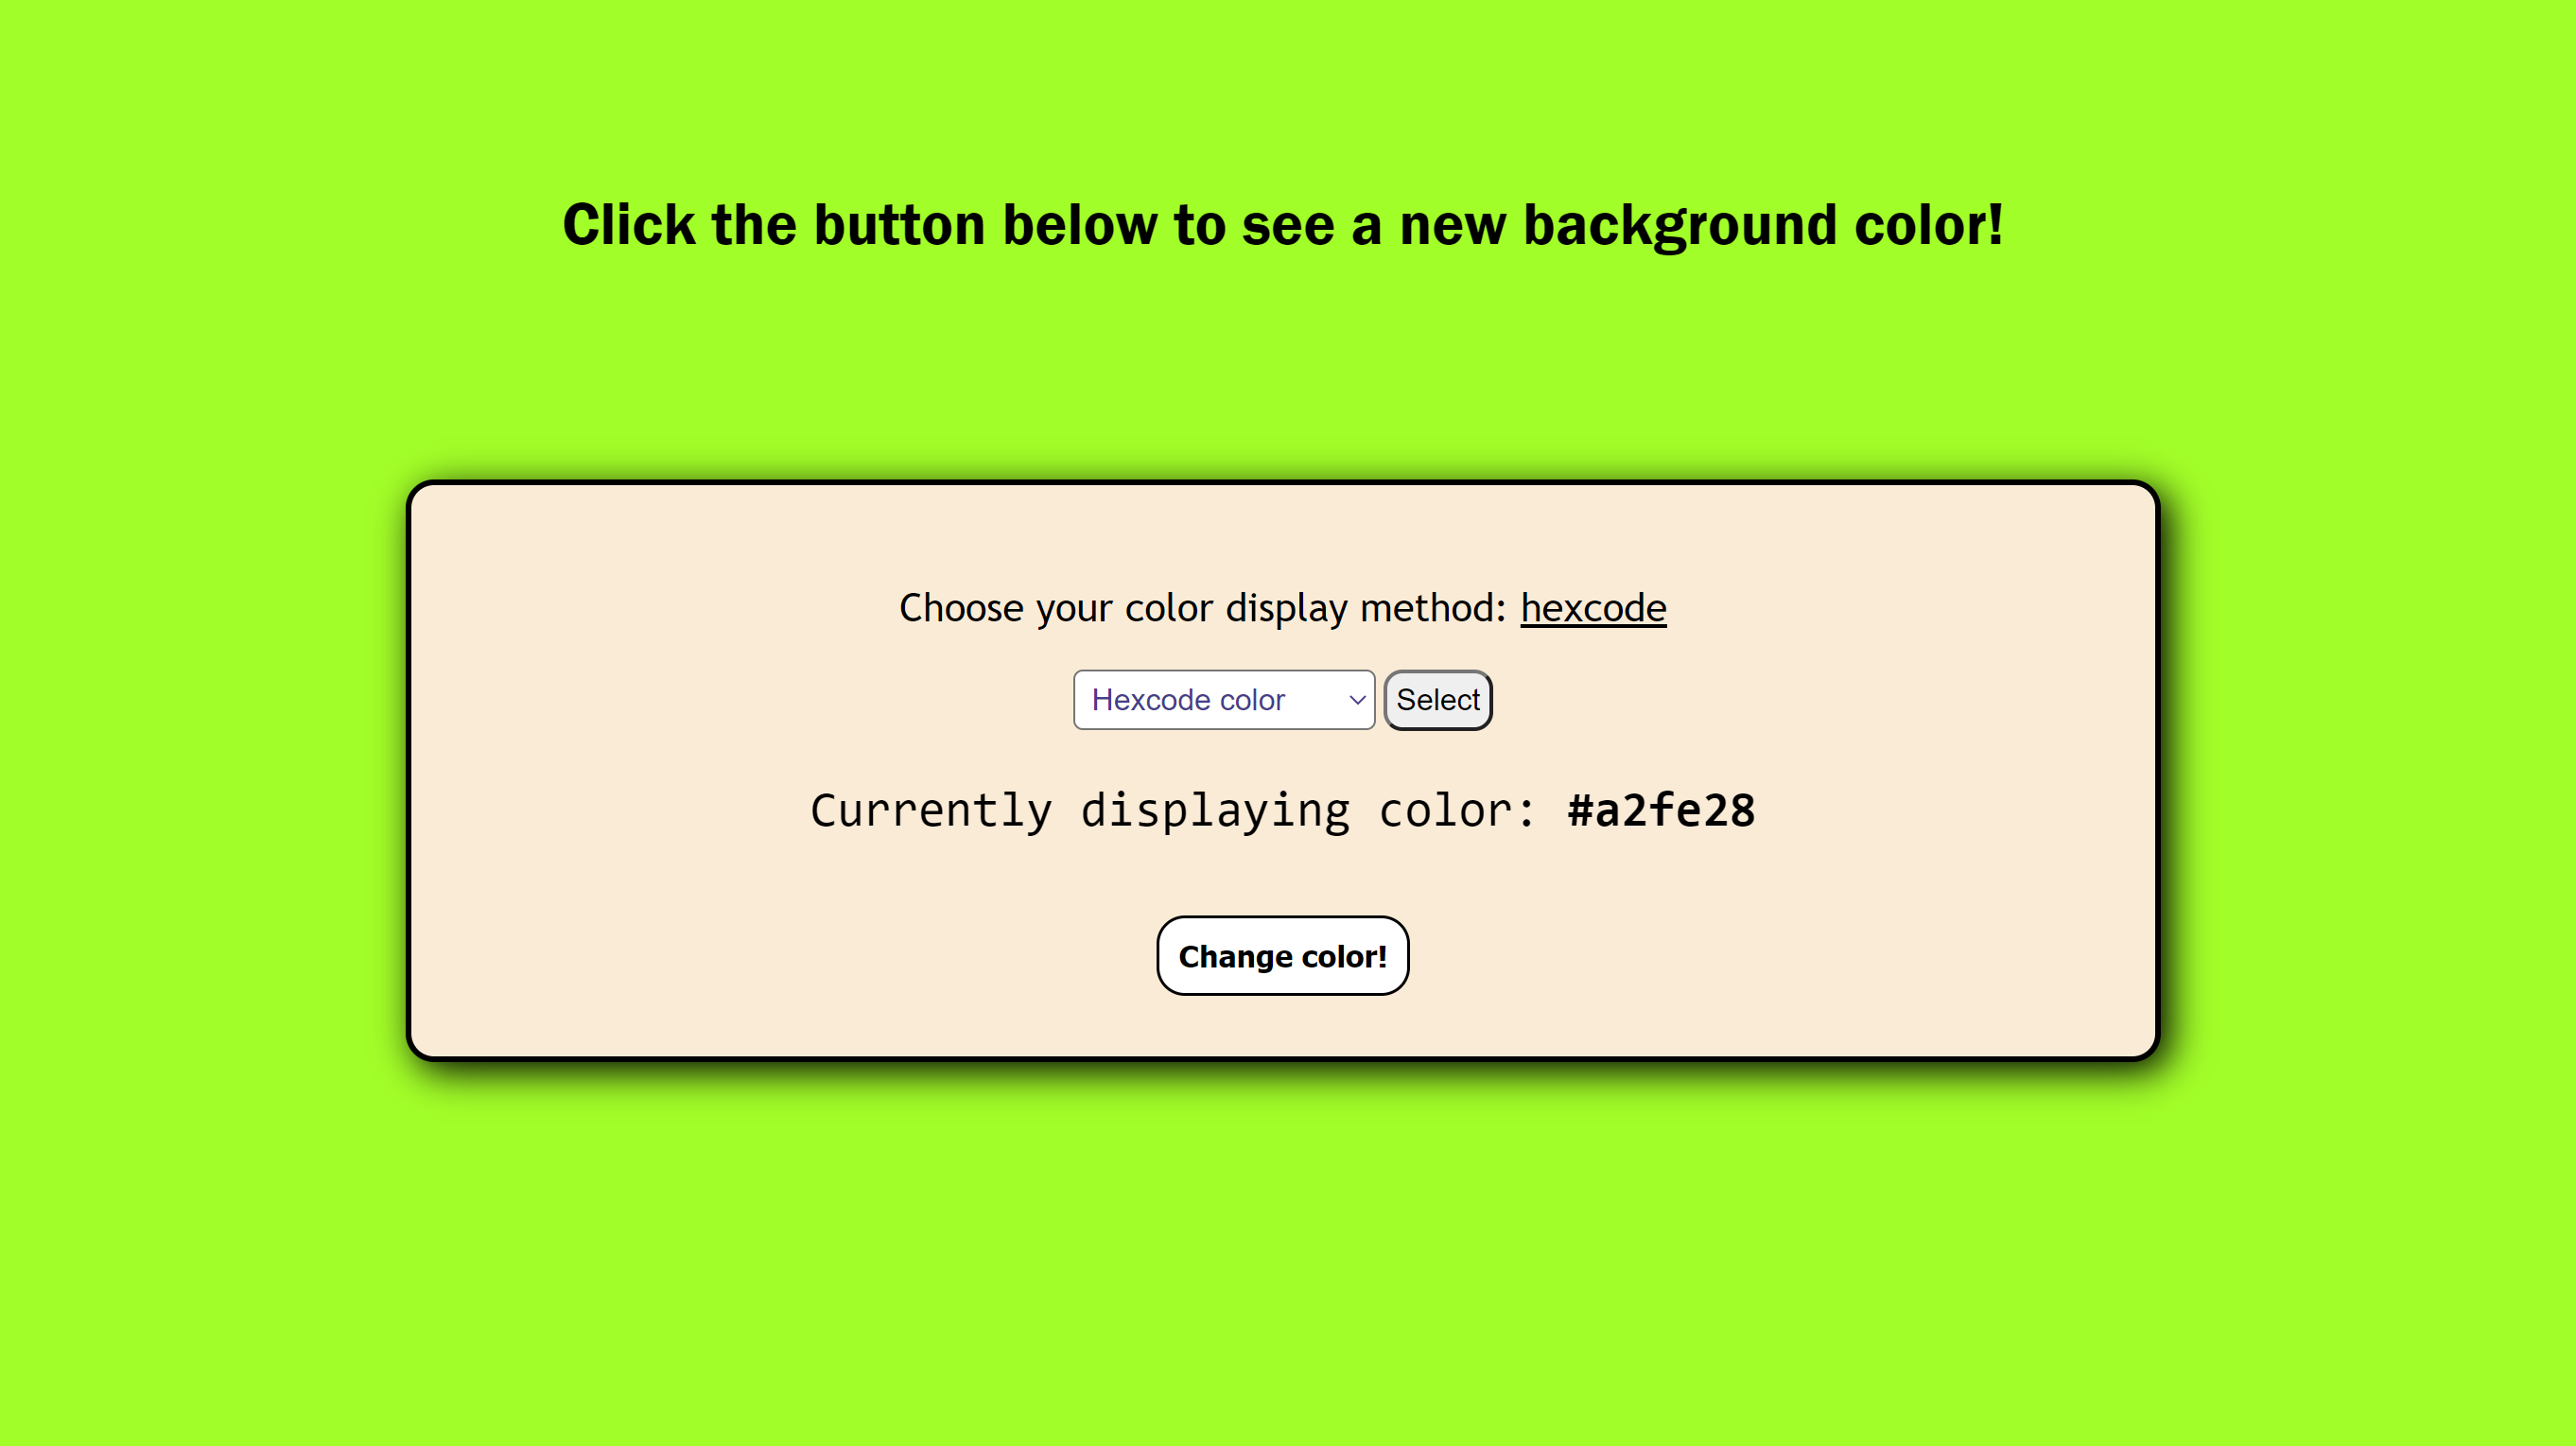 Click the button below to see a new background color!
Choose your color display method: hexcode
Hexcode color Select
Currently displaying color: #a2fe28
Change color!